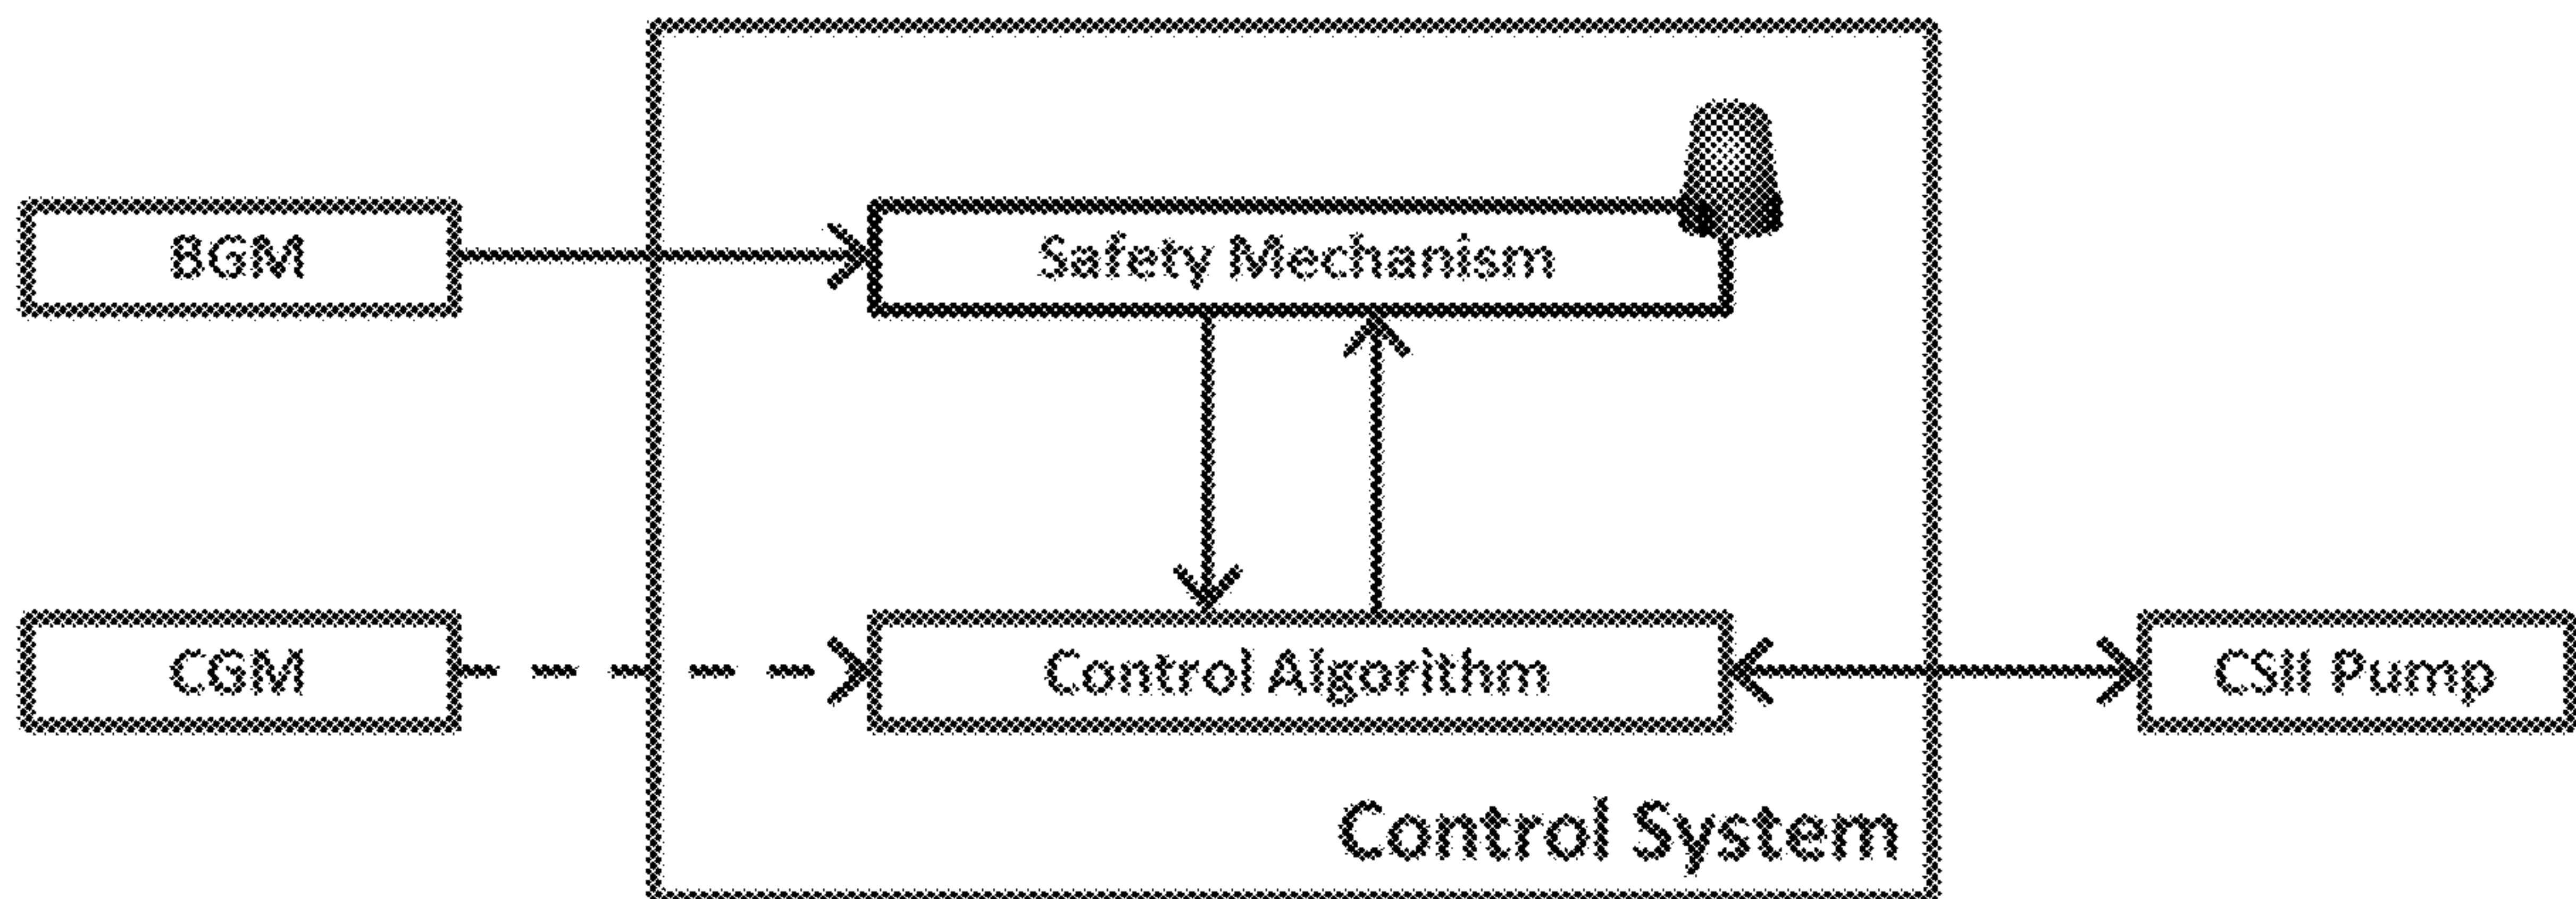 BGM
Safety Mechanism
CGM
Control Algorithm
CSII Pump
Control System